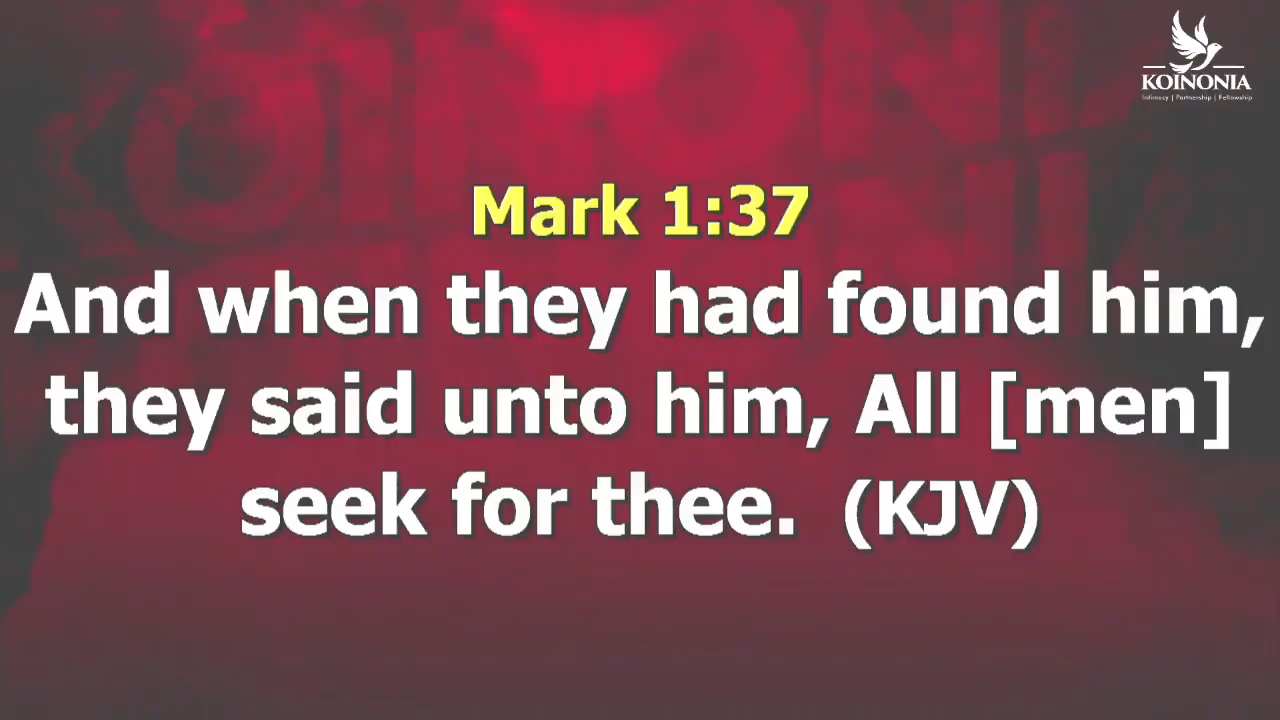 KOINONIA
Intimacy | Partnership | Fellowship
Mark 1:37
And when they had found him,
they said unto him, All [men]
seek for thee. (KJV)